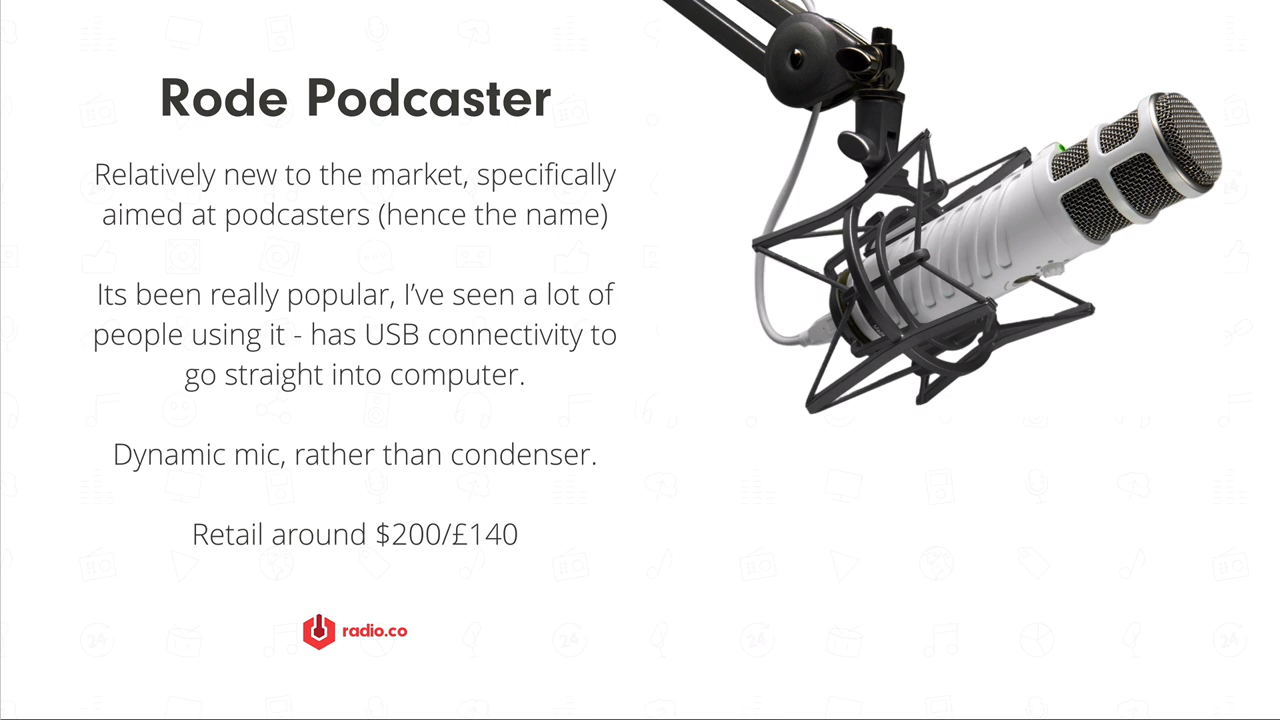 Rode Podcaster
Relatively new to the market, specifically
aimed at podcasters (hence the name)
Its been really popular, I’ve seen a lot of
people using it - has USB connectivity to
go straight into computer.
Dynamic mic, rather than condenser.
Retail around $200/£140
radio.co